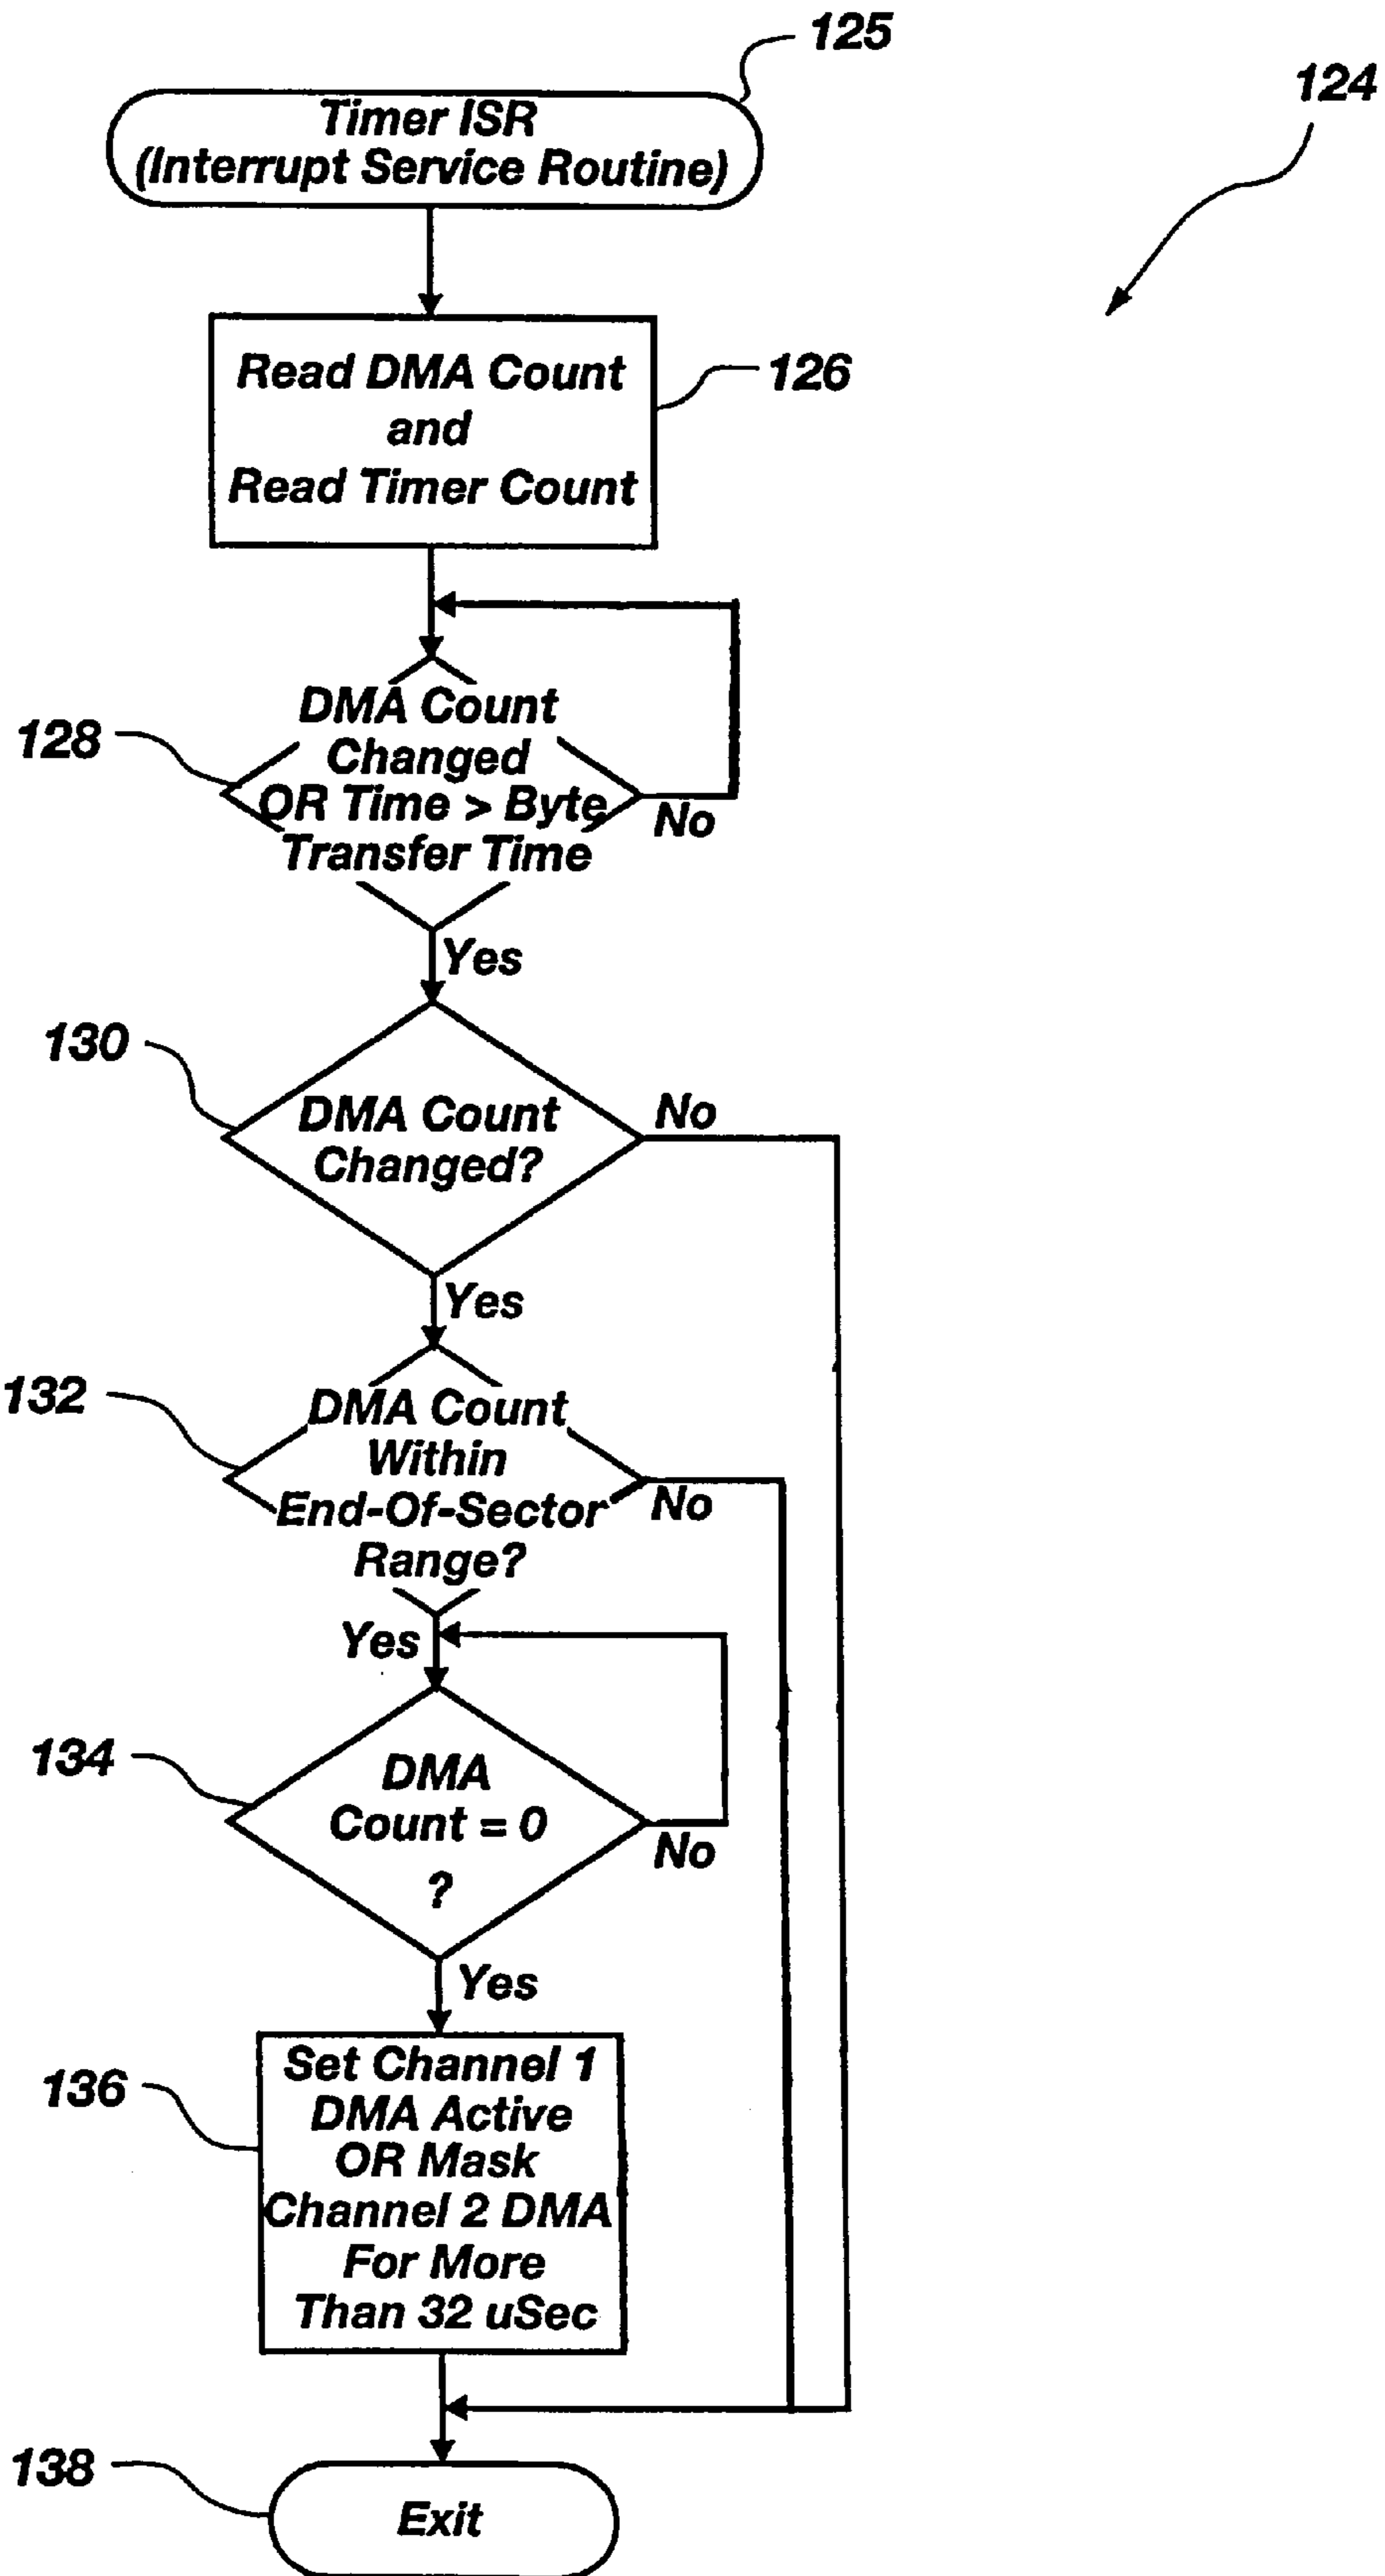 125
124
Timer ISR
(Interrupt Service Routine)
Read DMA Count
and
Read Timer Count
126
DMA Count
Changed
OR Time > Byte
Transfer Time
128
No
Yes
130
DMA Count
Changed?
No
Yes
132
DMA Count
Within
End-Of-Sector
Range?
No
Yes
134
DMA
Count = 0
?
No
Yes
136
Set Channel 1
DMA Active
OR Mask
Channel 2 DMA
For More
Than 32 uSec
138
Exit